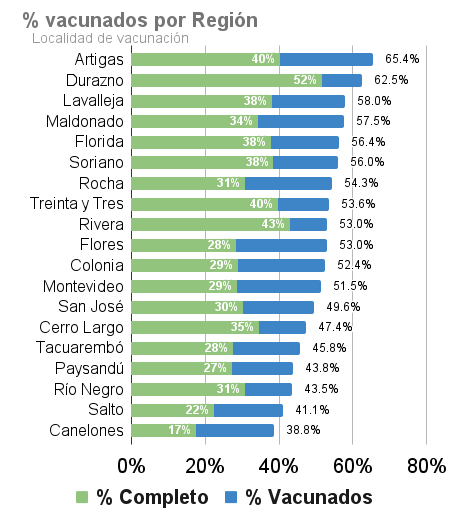 % vacunados por Región
Localidad de vacunación
Artigas 40% 65.4%
Durazno 52% 62.5%
Lavalleja 38% 58.0%
Maldonado 34% 57.5%
Florida 38% 56.4%
Soriano 38% 56.0%
Rocha 31% 54.3%
Treinta y Tres 40% 53.6%
Rivera 43% 53.0%
Flores 28% 53.0%
Colonia 29% 52.4%
Montevideo 29% 51.5%
San José 30% 49.6%
Cerro Largo 35% 47.4%
Tacuarembó 28% 45.8%
Paysandú 27% 43.8%
Río Negro 31% 43.5%
Salto 22% 41.1%
Canelones 17% 38.8%
0% 20% 40% 60% 80%
% Completo % Vacunados